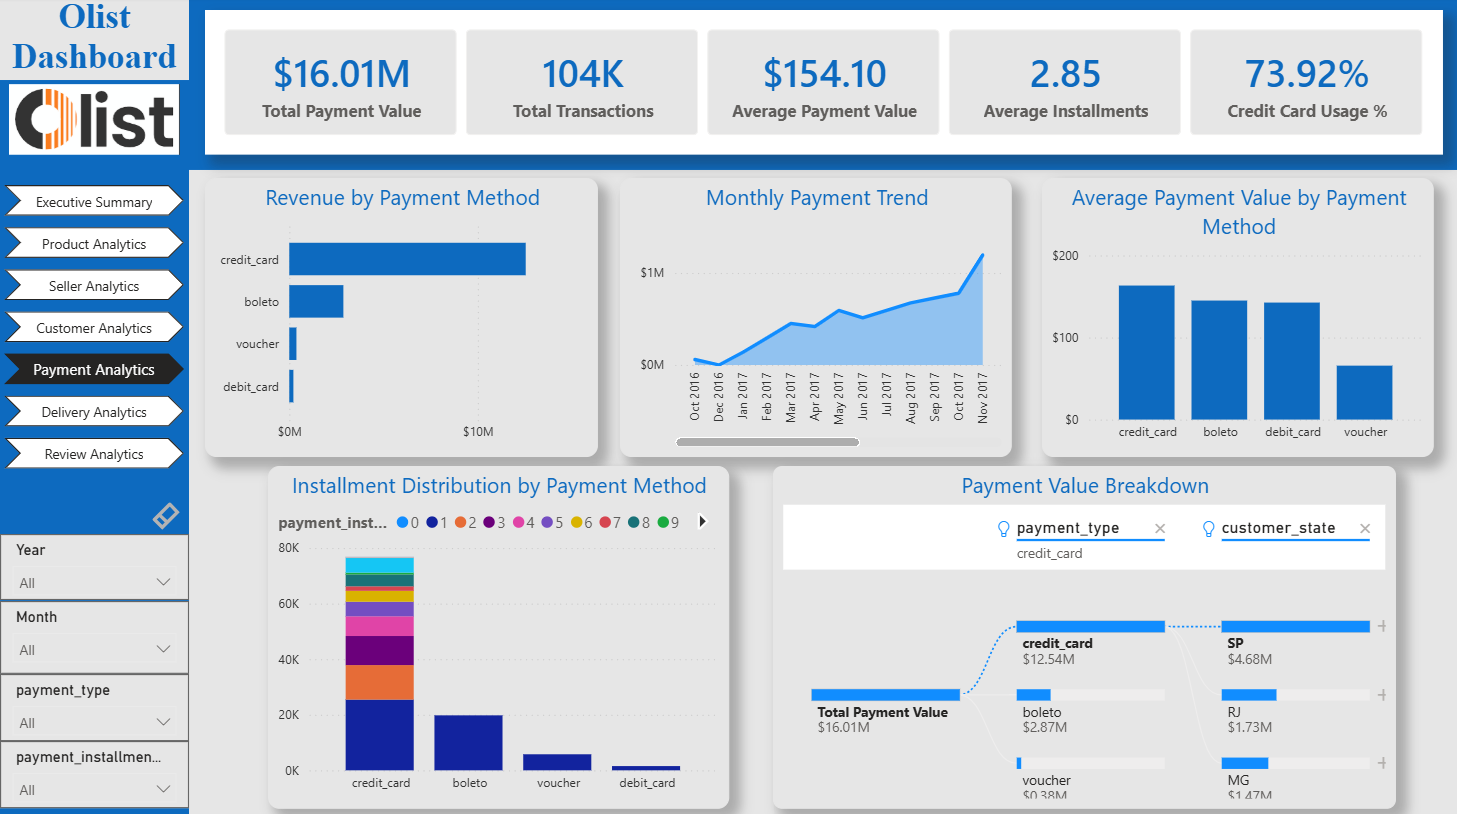 Olist
Dashboard
Olist
Executive Summary
Product Analytics
Seller Analytics
Customer Analytics
Payment Analytics
Delivery Analytics
Review Analytics
Year
All
Month
All
payment_type
All
payment_installmen...
All
$16.01M
Total Payment Value
104K
Total Transactions
$154.10
Average Payment Value
2.85
Average Installments
73.92%
Credit Card Usage %
Revenue by Payment Method
credit_card
boleto
voucher
debit_card
$0M $10M
Monthly Payment Trend
$1M
$0M
Oct 2016
Dec 2016
Jan 2017
Feb 2017
Mar 2017
Apr 2017
May 2017
Jun 2017
Jul 2017
Aug 2017
Sep 2017
Oct 2017
Nov 2017
Average Payment Value by Payment
Method
$200
$100
$0
credit_card boleto debit_card voucher
Installment Distribution by Payment Method
payment_inst... 0 1 2 3 4 5 6 7 8 9
80K
60K
40K
20K
0K
credit_card boleto voucher debit_card
Payment Value Breakdown
payment_type customer_state
credit_card
Total Payment Value
$16.01M
credit_card
$12.54M
boleto
$2.87M
voucher
$0.38M
SP
$4.68M
RJ
$1.73M
MG
$1.47M